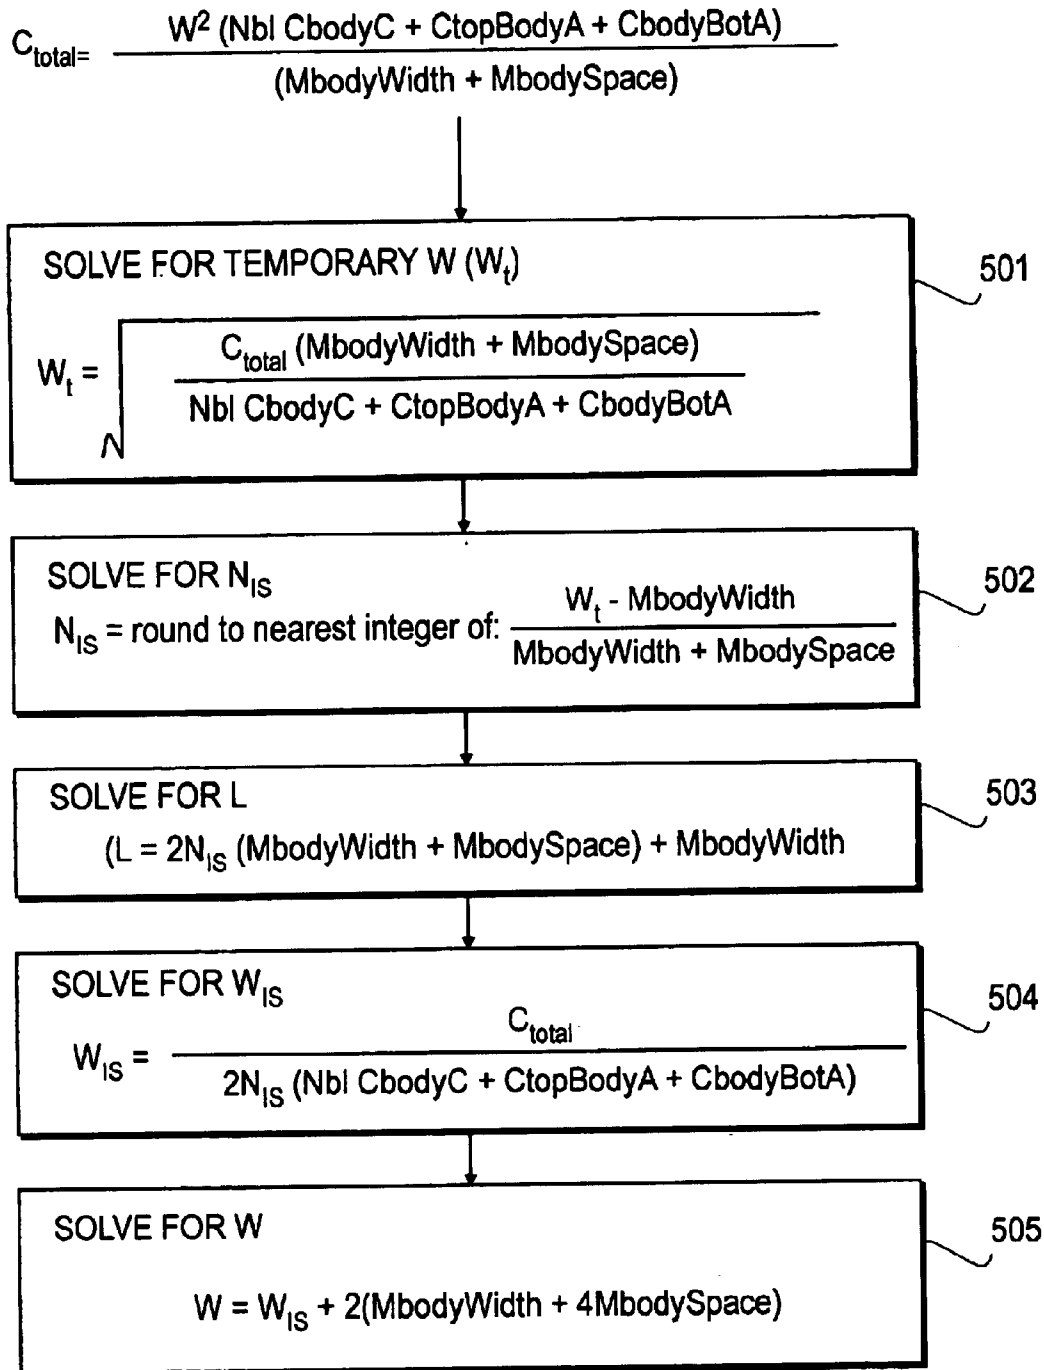 C_total= W² (Nbl CbodyC + CtopBodyA + CbodyBotA)
(MbodyWidth + MbodySpace)
SOLVE FOR TEMPORARY W (W_t)
501
W_t = √ C_total (MbodyWidth + MbodySpace)
Nbl CbodyC + CtopBodyA + CbodyBotA
SOLVE FOR N_IS
502
N_IS = round to nearest integer of: W_t - MbodyWidth
MbodyWidth + MbodySpace
SOLVE FOR L
503
(L = 2N_IS (MbodyWidth + MbodySpace) + MbodyWidth
SOLVE FOR W_IS
504
W_IS = C_total
2N_IS (Nbl CbodyC + CtopBodyA + CbodyBotA)
SOLVE FOR W
505
W = W_IS + 2(MbodyWidth + 4MbodySpace)